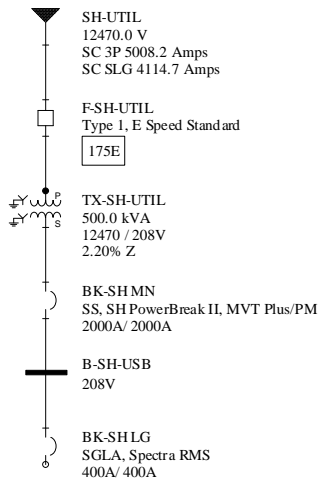 SH-UTIL
12470.0 V
SC 3P 5008.2 Amps
SC SLG 4114.7 Amps
F-SH-UTIL
Type 1, E Speed Standard
175E
P
S
TX-SH-UTIL
500.0 kVA
12470 / 208V
2.20% Z
BK-SH MN
SS, SH PowerBreak II, MVT Plus/PM
2000A/ 2000A
B-SH-USB
208V
BK-SH LG
SGLA, Spectra RMS
400A/ 400A